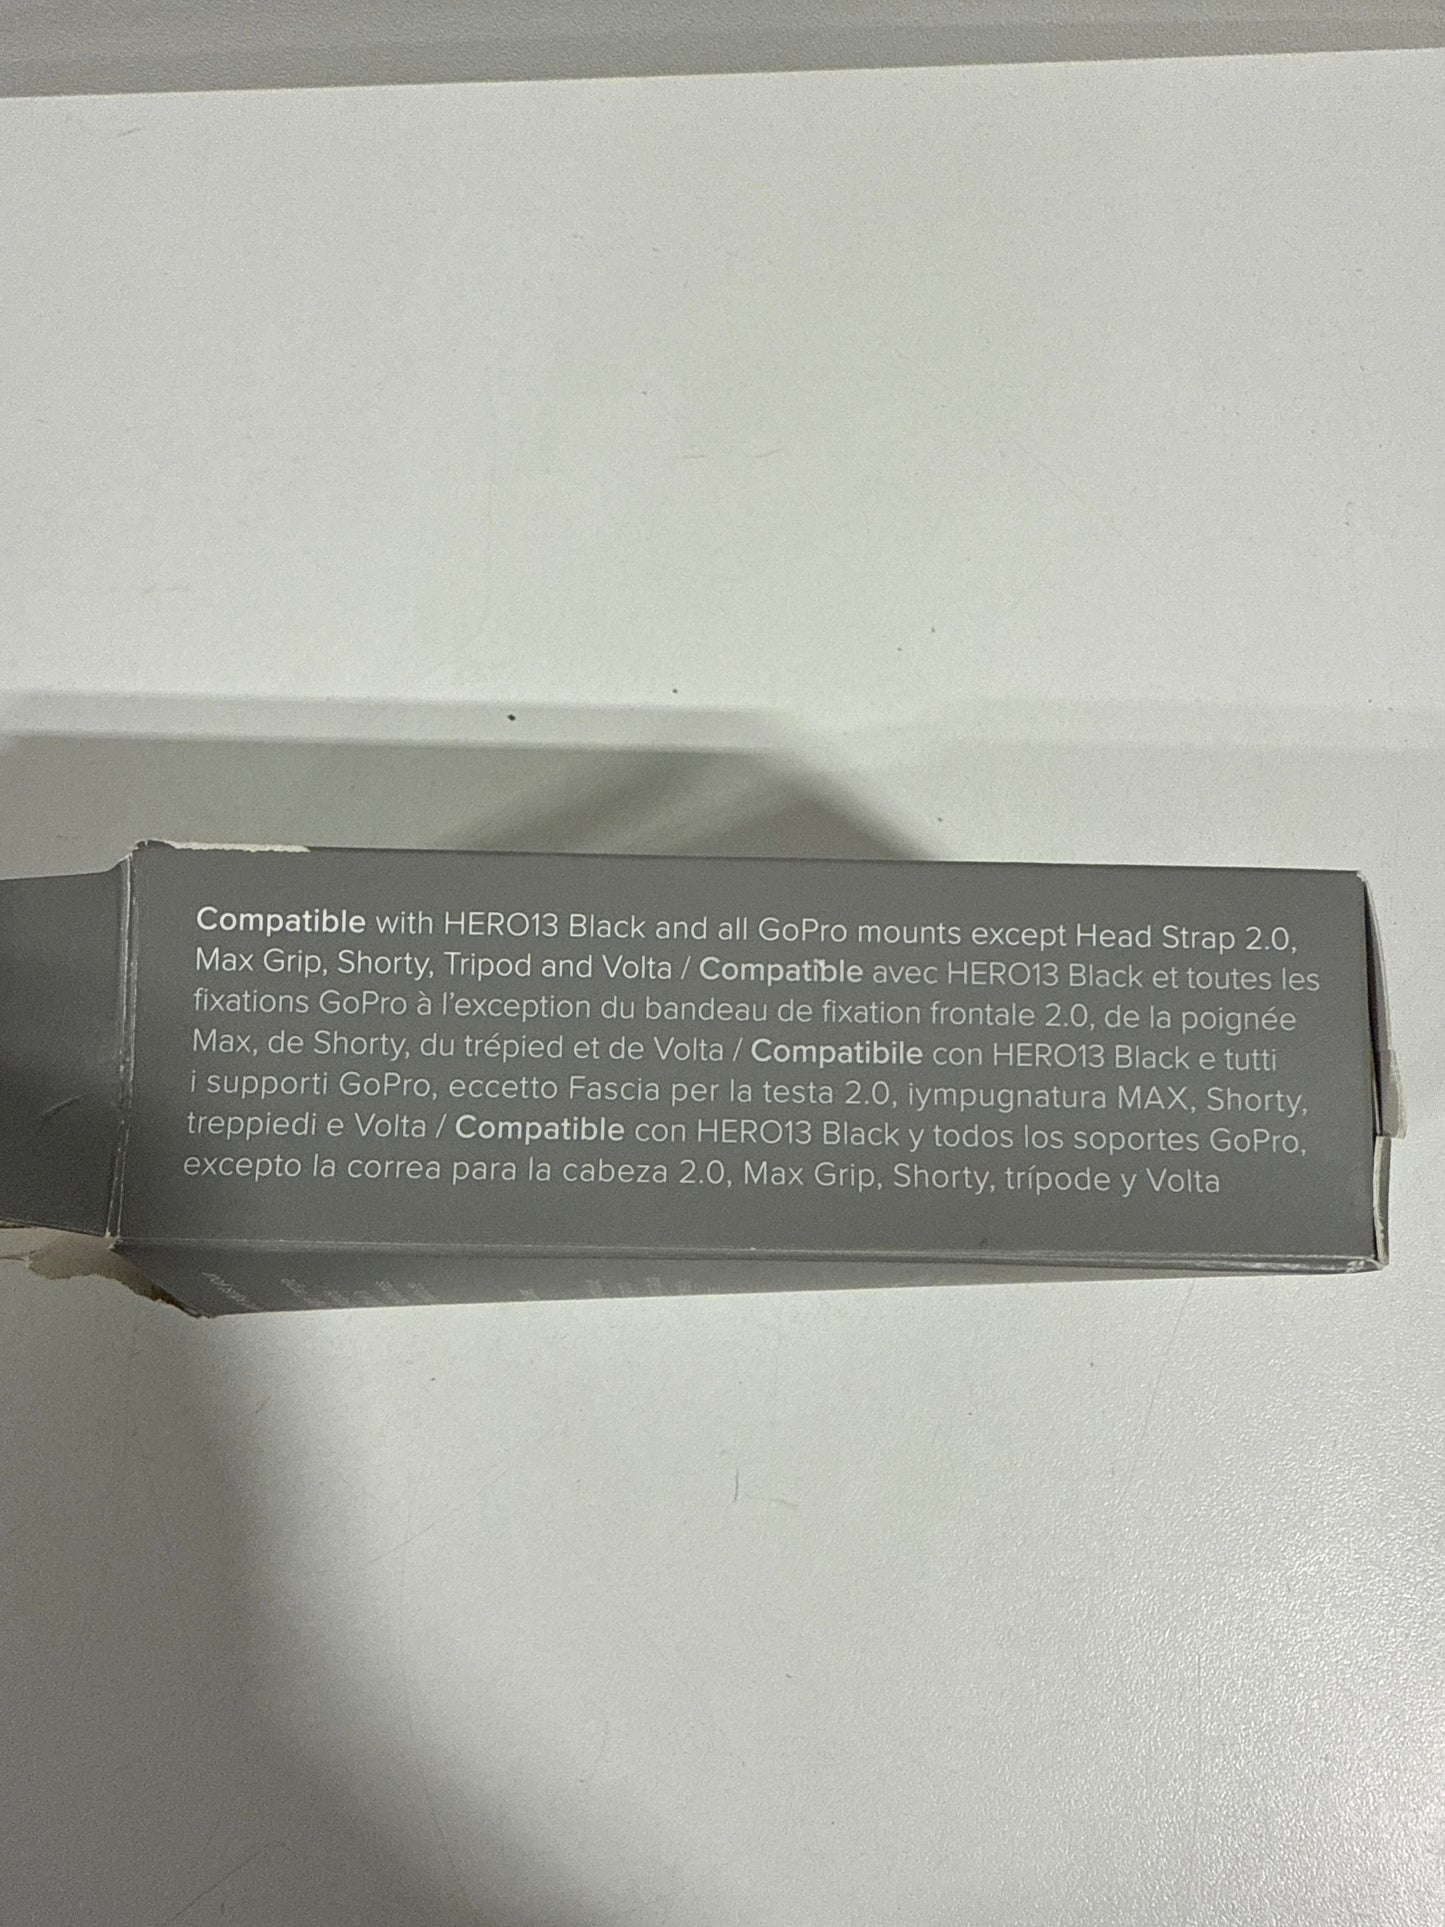 Compatible with HERO13 Black and all GoPro mounts except Head Strap 2.0,
Max Grip, Shorty, Tripod and Volta / Compatible avec HERO13 Black et toutes les
fixations GoPro à l'exception du bandeau de fixation frontale 2.0, de la poignée
Max, de Shorty, du trépied et de Volta / Compatibile con HERO13 Black e tutti
i supporti GoPro, eccetto Fascia per la testa 2.0, iympugnatura MAX, Shorty,
treppiedi e Volta / Compatible con HERO13 Black y todos los soportes GoPro,
excepto la correa para la cabeza 2.0, Max Grip, Shorty, trípode y Volta